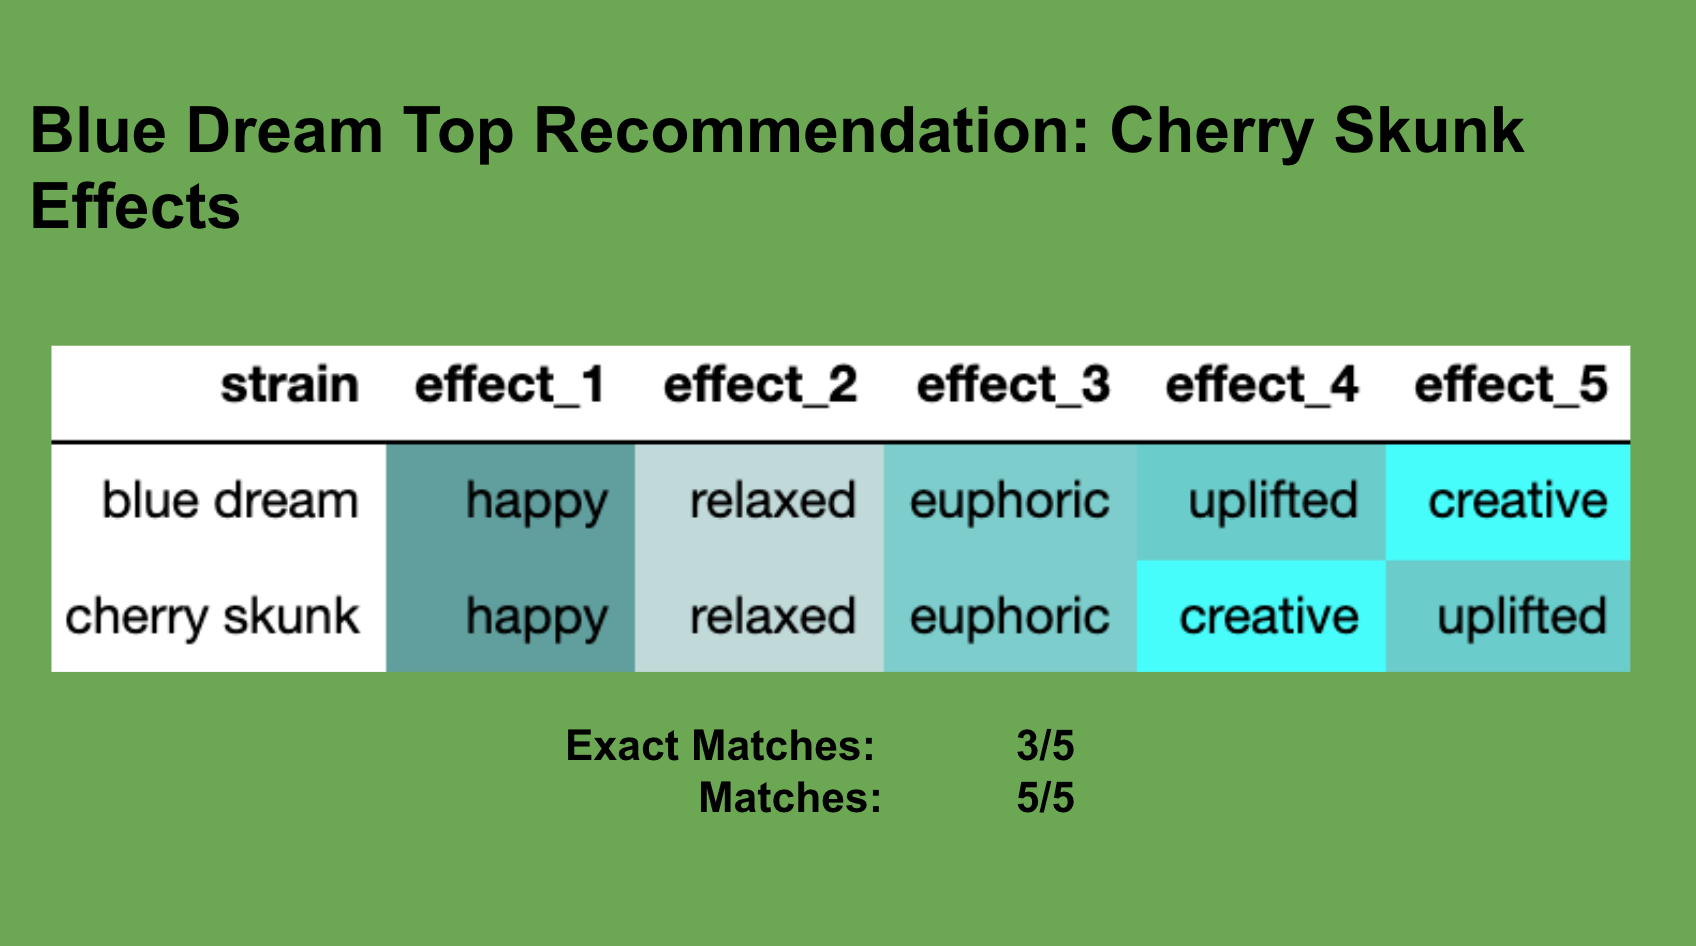 Blue Dream Top Recommendation: Cherry Skunk
Effects
strain effect_1 effect_2 effect_3 effect_4 effect_5
blue dream happy relaxed euphoric uplifted creative
cherry skunk happy relaxed euphoric creative uplifted
Exact Matches: 3/5
Matches: 5/5